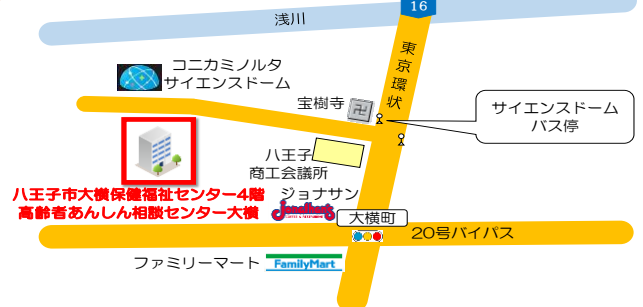 16
浅川
東京環状
コニカミノルタ
サイエンスドーム
宝樹寺
卍
サイエンスドーム
バス停
八王子
商工会議所
八王子市大横保健福祉センター4階
高齢者あんしん相談センター大横
ジョナサン
Jonathan's
大横町
20号バイパス
ファミリーマート
FamilyMart